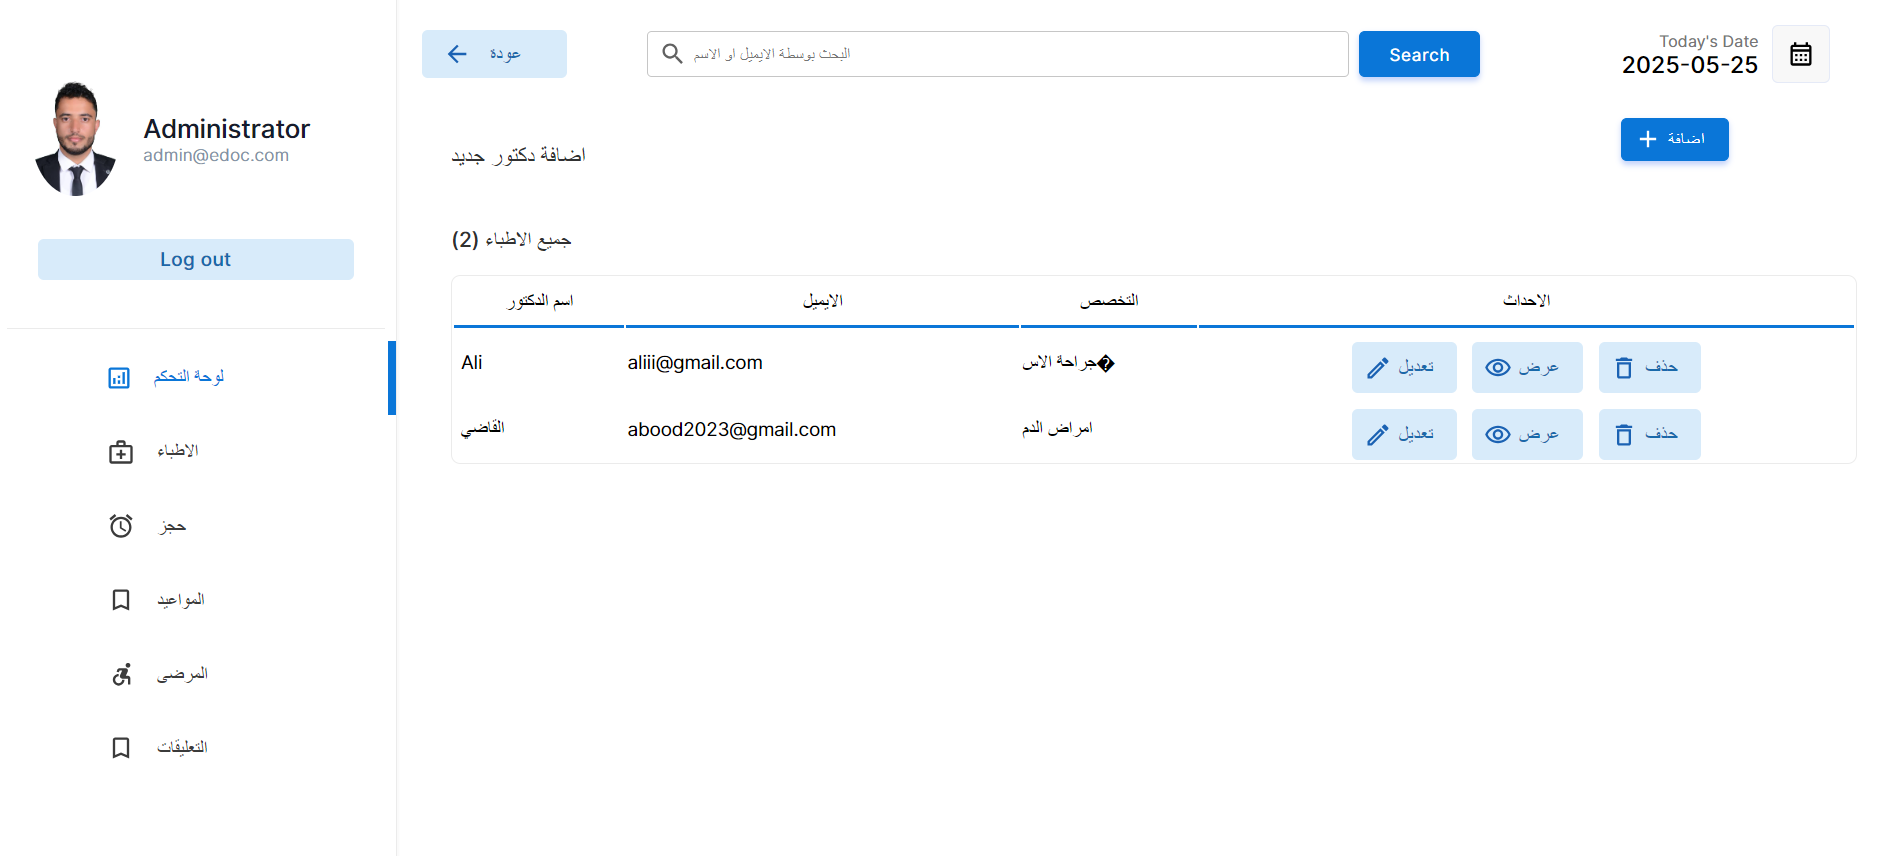 Administrator
admin@edoc.com
Log out
لوحة التحكم
الاطباء
حجز
المواعيد
المرضى
التعليقات
عودة
البحث بوسطة الايميل او الاسم
Search
Today's Date
2025-05-25
اضافة دكتور جديد
اضافة
جميع الاطباء (2)
اسم الدكتور الايميل التخصص الاحداث
Ali aliii@gmail.com جراحة الاس� تعديل عرض حذف
القاضي abood2023@gmail.com امراض الدم تعديل عرض حذف